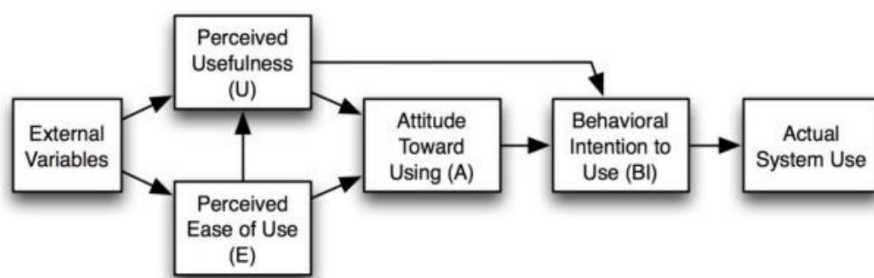 External
Variables
Perceived
Usefulness
(U)
Perceived
Ease of Use
(E)
Attitude
Toward
Using (A)
Behavioral
Intention to
Use (BI)
Actual
System Use